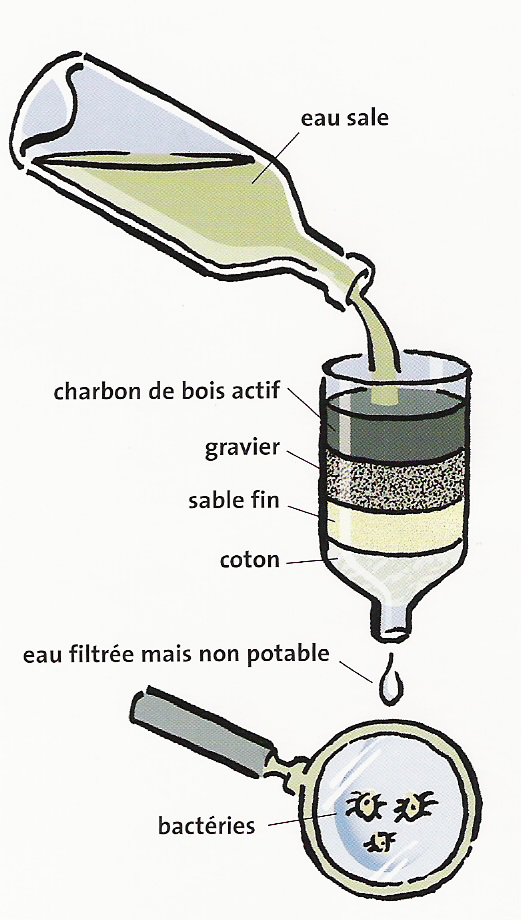 eau sale
charbon de bois actif
gravier
sable fin
coton
eau filtrée mais non potable
bactéries